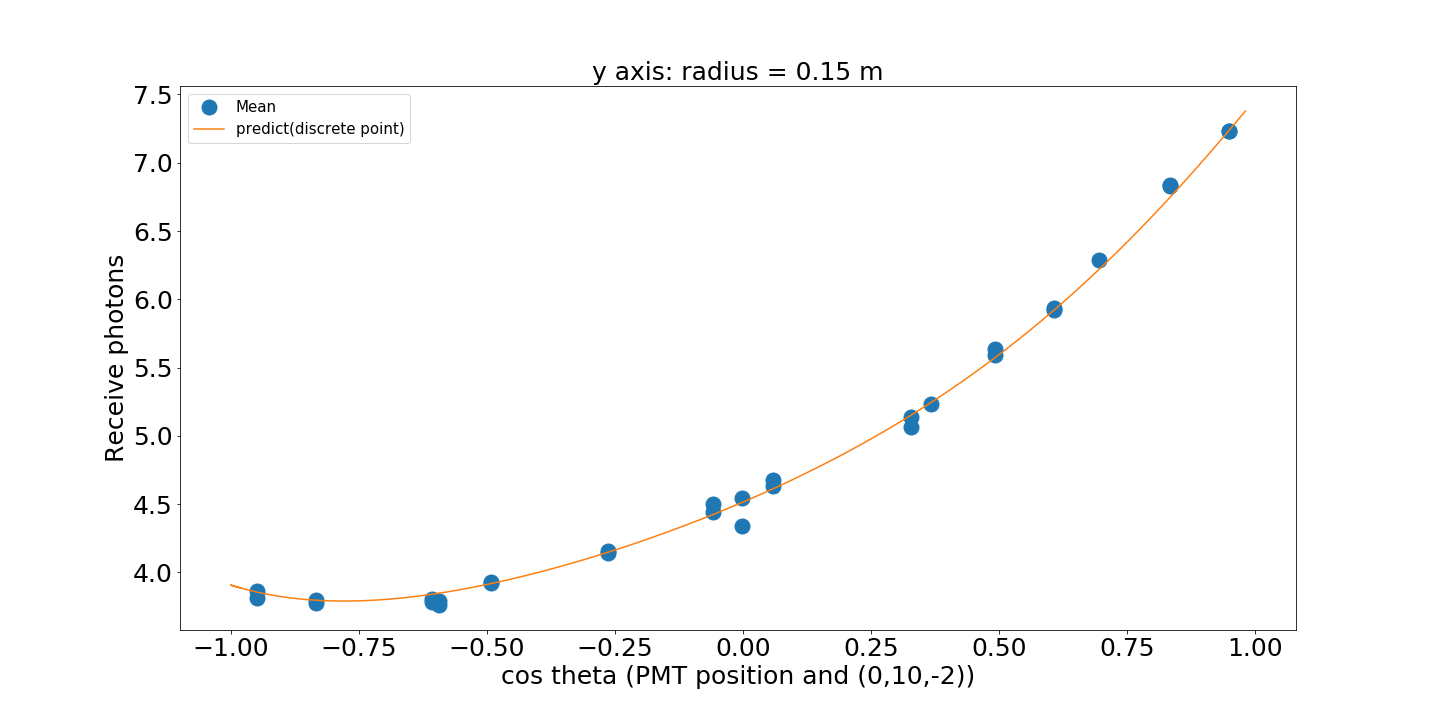 y axis: radius = 0.15 m
Mean
predict(discrete point)
7.5
7.0
6.5
6.0
5.5
5.0
4.5
4.0
Receive photons
−1.00 −0.75 −0.50 −0.25 0.00 0.25 0.50 0.75 1.00
cos theta (PMT position and (0,10,-2))